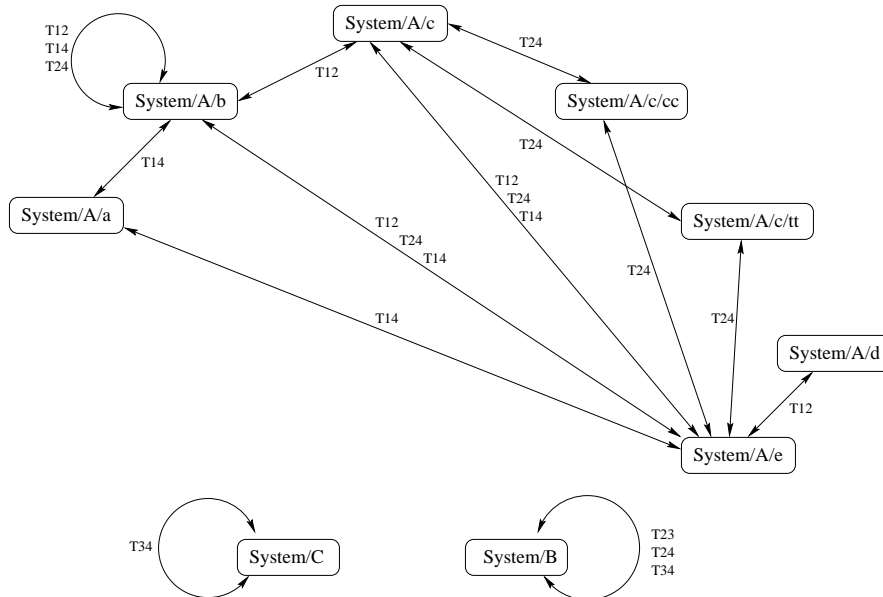 System/A/c
T12
T14
T24
T24
T12
System/A/b
System/A/c/cc
T24
T14
T12
T24
T14
System/A/a
System/A/c/tt
T12
T24
T14
T24
T14
T24
System/A/d
T12
System/A/e
T34
System/C
System/B
T23
T24
T34